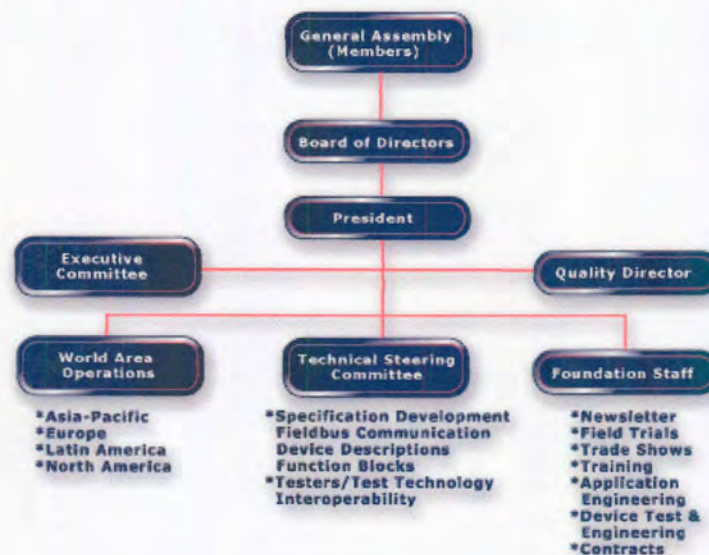 General Assembly
(Members)
Board of Directors
President
Executive
Committee
Quality Director
World Area
Operations
Technical Steering
Committee
Foundation Staff
*Asia-Pacific
*Europe
*Latin America
*North America
*Specification Development
Fieldbus Communication
Device Descriptions
Function Blocks
*Testers/Test Technology
Interoperability
*Newsletter
*Field Trials
*Trade Shows
*Training
*Application
Engineering
*Device Test &
Engineering
*Contracts